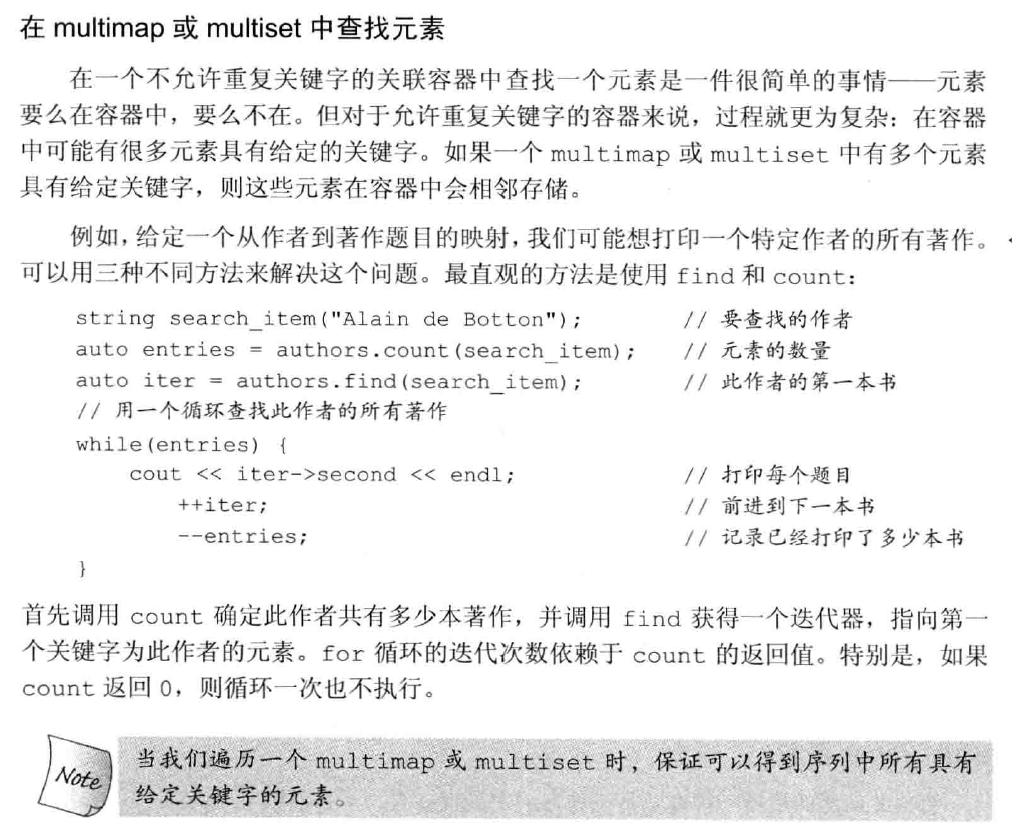 在 multimap 或 multiset 中查找元素
在一个不允许重复关键字的关联容器中查找一个元素是一件很简单的事情——元素
要么在容器中，要么不在。但对于允许重复关键字的容器来说，过程就更为复杂：在容器
中可能有很多元素具有给定的关键字。如果一个 multimap 或 multiset 中有多个元素
具有给定关键字，则这些元素在容器中会相邻存储。
例如，给定一个从作者到著作题目的映射，我们可能想打印一个特定作者的所有著作。
可以用三种不同方法来解决这个问题。最直观的方法是使用 find 和 count：
string search_item("Alain de Botton"); // 要查找的作者
auto entries = authors.count(search_item); // 元素的数量
auto iter = authors.find(search_item); // 此作者的第一本书
// 用一个循环查找此作者的所有著作
while(entries) {
cout << iter->second << endl; // 打印每个题目
++iter; // 前进到下一本书
--entries; // 记录已经打印了多少本书
}
首先调用 count 确定此作者共有多少本著作，并调用 find 获得一个迭代器，指向第一
个关键字为此作者的元素。for 循环的迭代次数依赖于 count 的返回值。特别是，如果
count 返回 0，则循环一次也不执行。
Note
当我们遍历一个 multimap 或 multiset 时，保证可以得到序列中所有具有
给定关键字的元素。